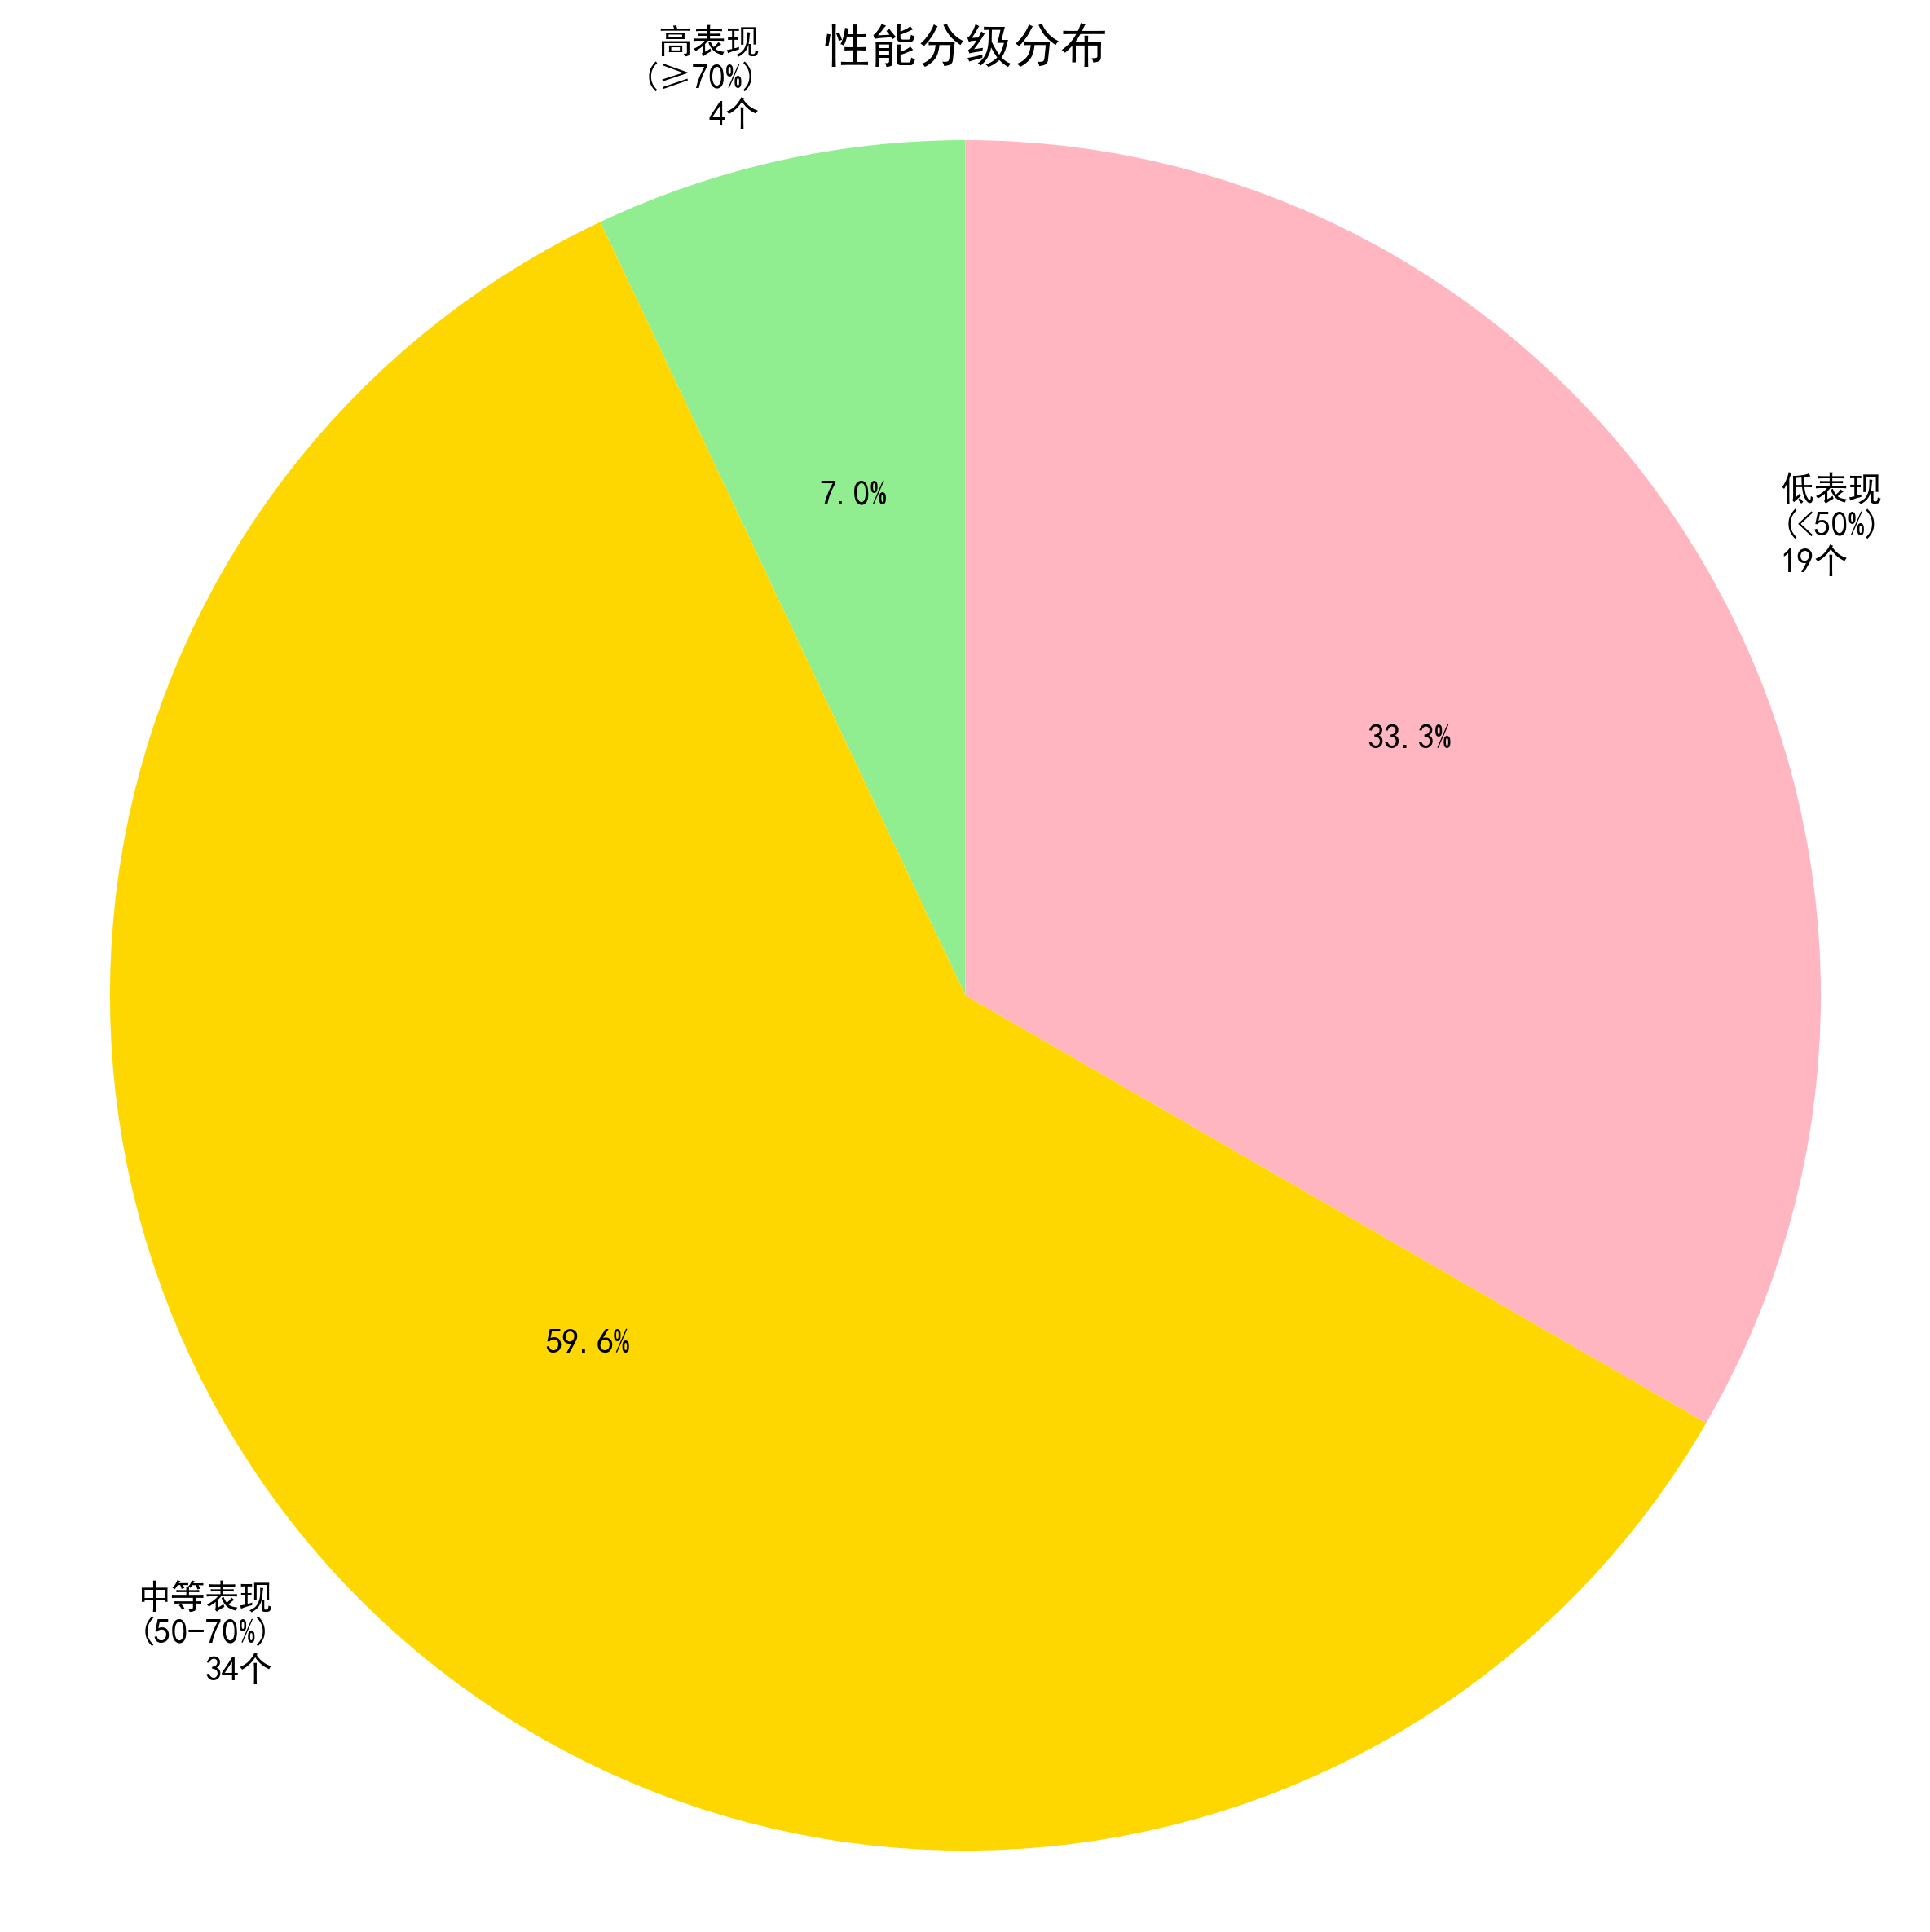 性能分级分布
高表现
(≥70%)
4个
7.0%
低表现
(<50%)
19个
33.3%
59.6%
中等表现
(50-70%)
34个